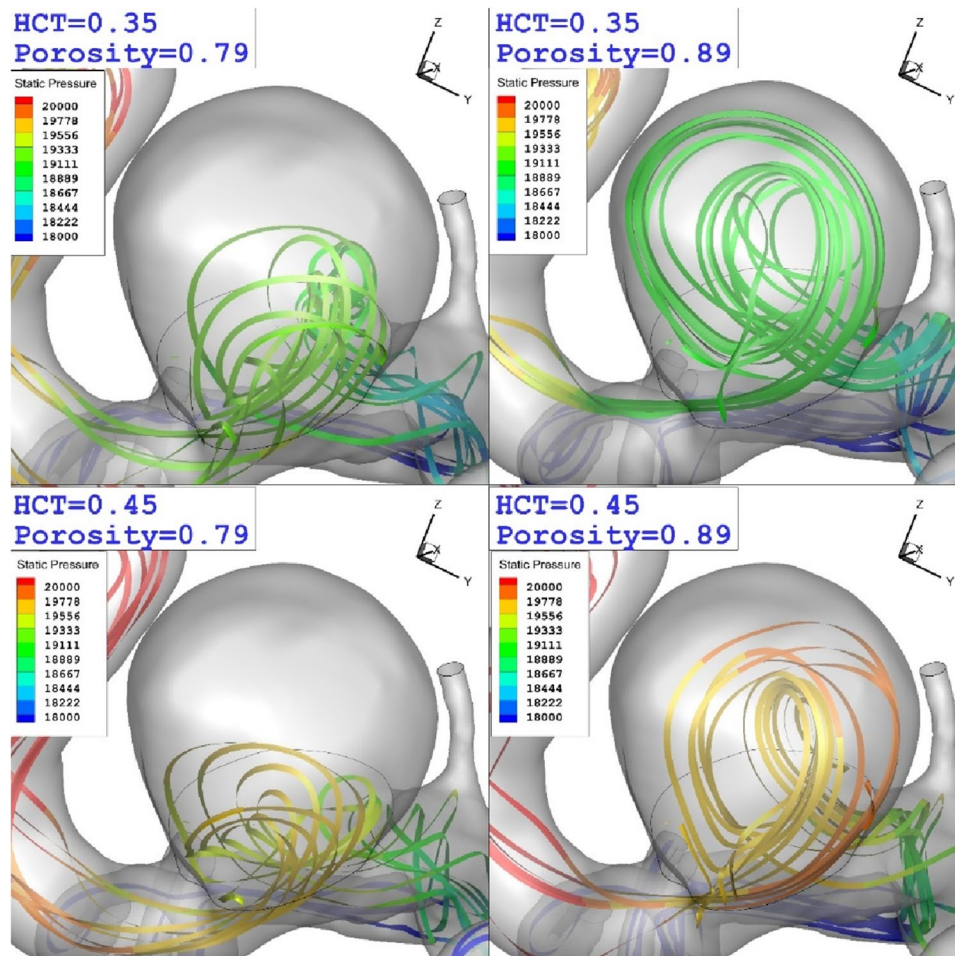 HCT=0.35
Porosity=0.79
Z
X
Y
Static Pressure
20000
19778
19556
19333
19111
18889
18667
18444
18222
18000
HCT=0.35
Porosity=0.89
Z
X
Y
Static Pressure
20000
19778
19556
19333
19111
18889
18667
18444
18222
18000
HCT=0.45
Porosity=0.79
Z
X
Y
Static Pressure
20000
19778
19556
19333
19111
18889
18667
18444
18222
18000
HCT=0.45
Porosity=0.89
Z
X
Y
Static Pressure
20000
19778
19556
19333
19111
18889
18667
18444
18222
18000